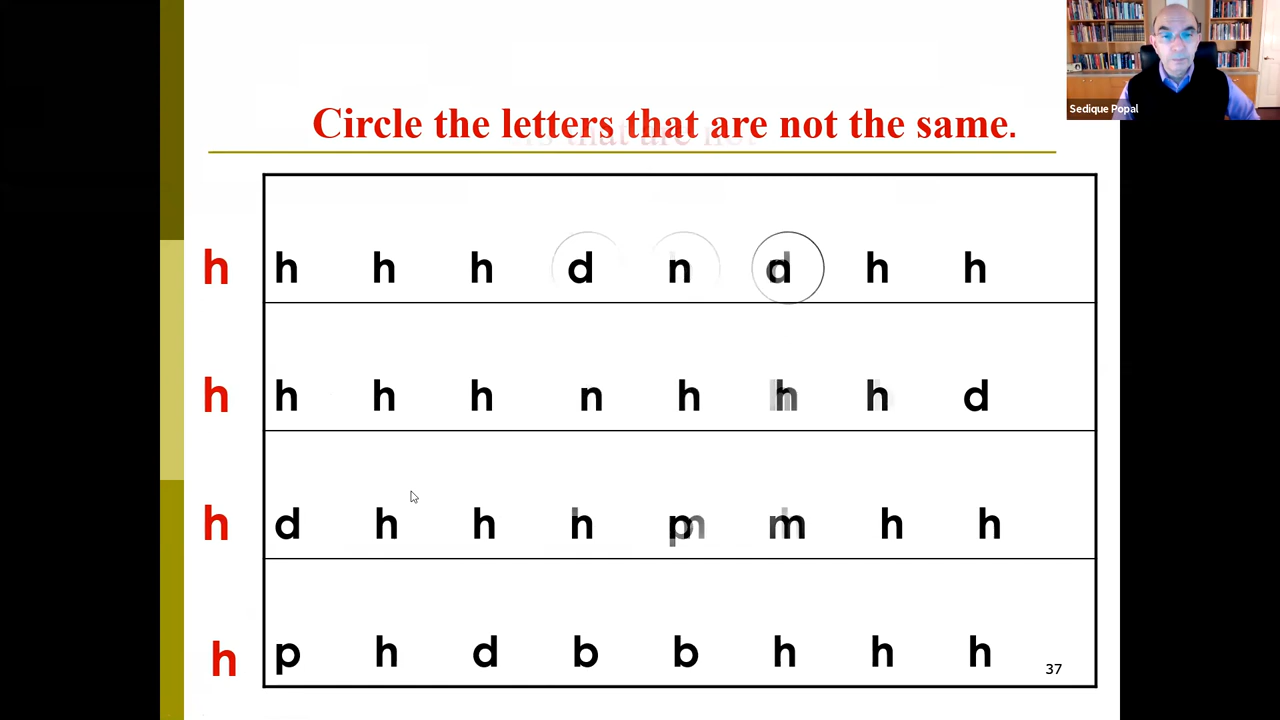 Sedique Popal
Circle the letters that are not the same.
h h h h d n h h
h h h h n h h d
h d h h h h h
h p h d b b h h h
37